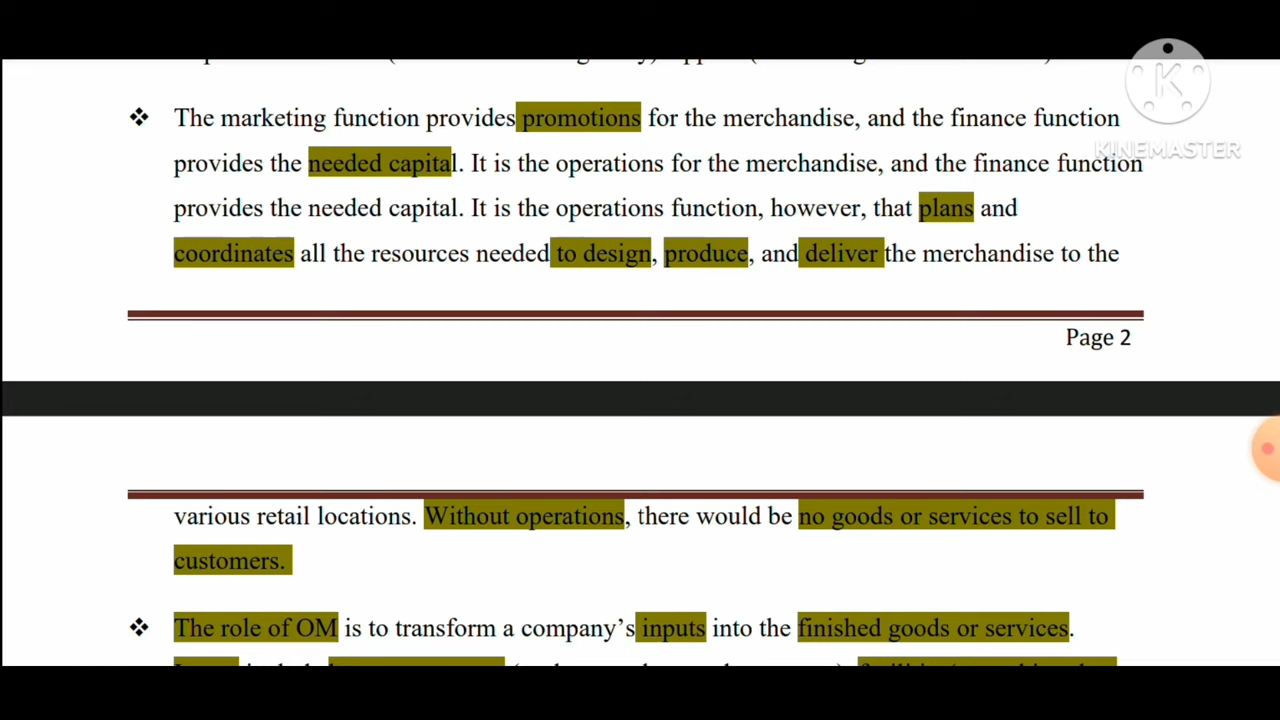 KINEMASTER
❖ The marketing function provides promotions for the merchandise, and the finance function
provides the needed capital. It is the operations for the merchandise, and the finance function
provides the needed capital. It is the operations function, however, that plans and
coordinates all the resources needed to design, produce, and deliver the merchandise to the
Page 2
various retail locations. Without operations, there would be no goods or services to sell to
customers.
❖ The role of OM is to transform a company's inputs into the finished goods or services.